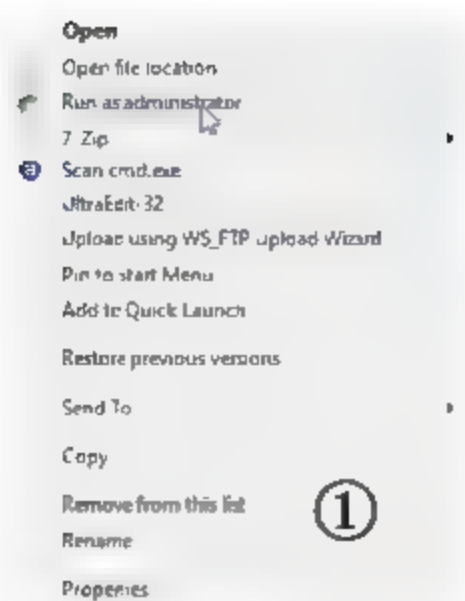 Open
Open file location
Run as administrator
7-Zip
Scan cmd.exe
UltraEdit-32
Upload using WS_FTP Upload Wizard
Pin to Start Menu
Add to Quick Launch
Restore previous versions
Send To
Copy
Remove from this list
①
Rename
Properties